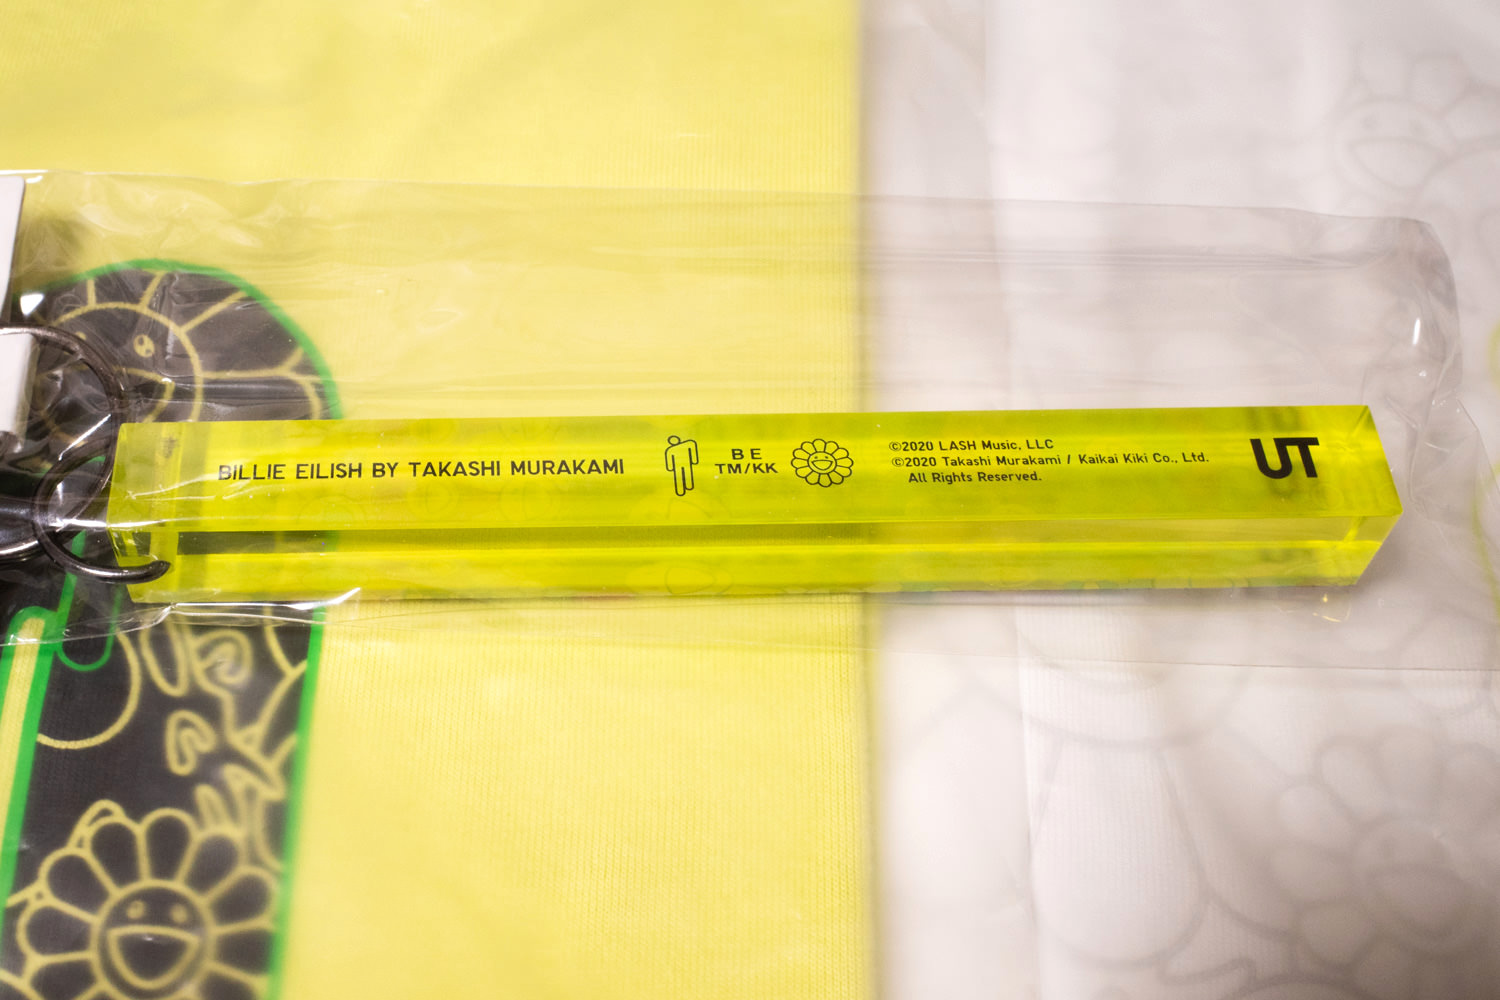 BILLIE EILISH BY TAKASHI MURAKAMI
BE
TM/KK
©2020 LASH Music, LLC
©2020 Takashi Murakami / Kaikai Kiki Co., Ltd.
All Rights Reserved.
UT